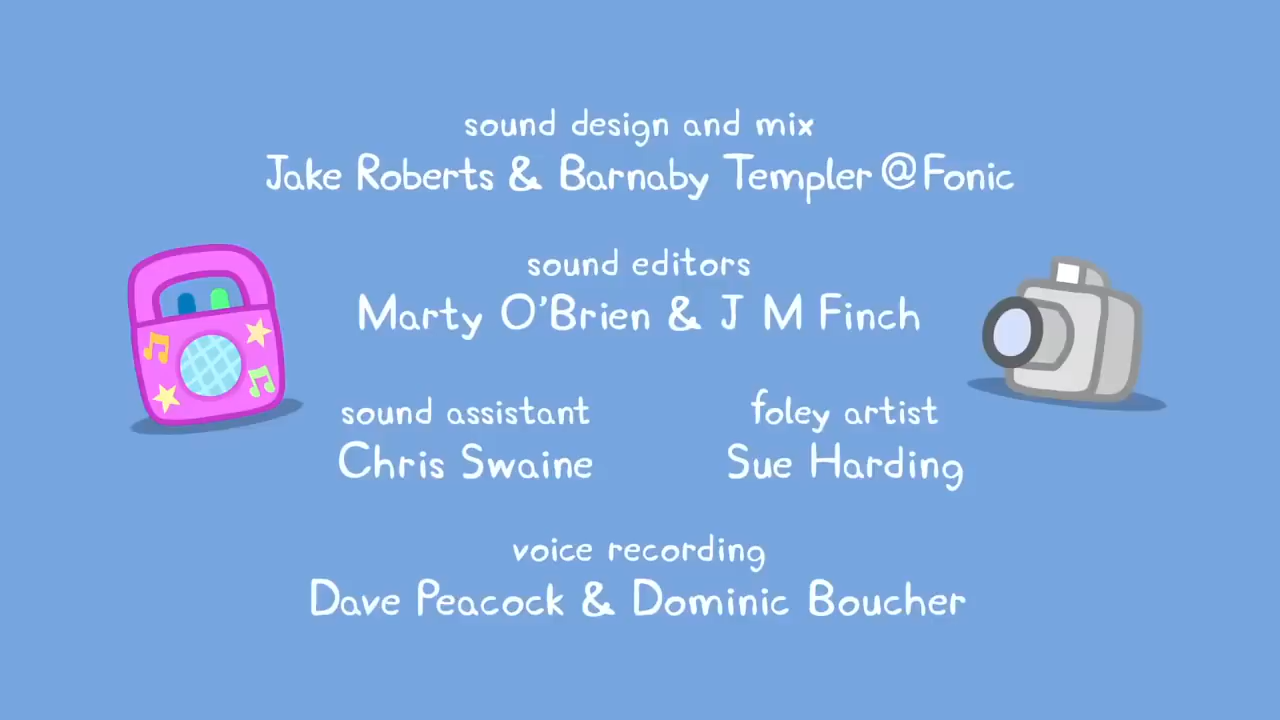 sound design and mix
Jake Roberts & Barnaby Templer @Fonic
sound editors
Marty O'Brien & J M Finch
sound assistant
Chris Swaine
foley artist
Sue Harding
voice recording
Dave Peacock & Dominic Boucher